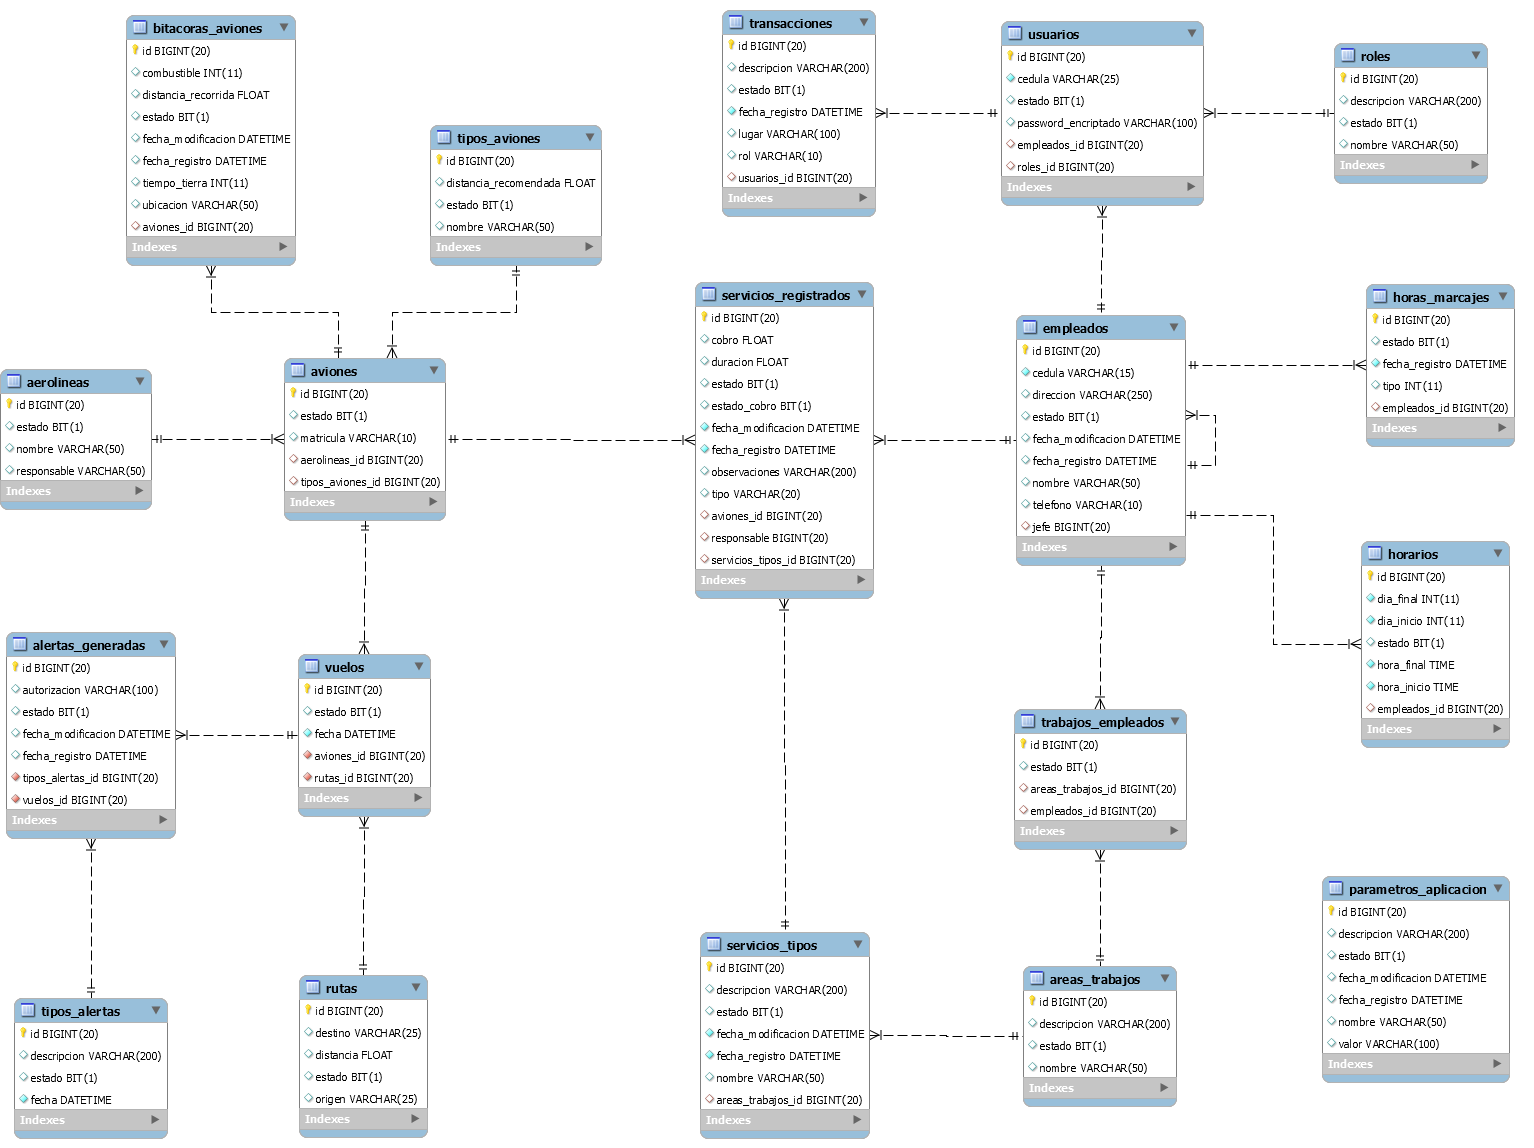 bitacoras_aviones
id BIGINT(20)
combustible INT(11)
distancia_recorrida FLOAT
estado BIT(1)
fecha_modificacion DATETIME
fecha_registro DATETIME
tiempo_tierra INT(11)
ubicacion VARCHAR(50)
aviones_id BIGINT(20)
Indexes
tipos_aviones
id BIGINT(20)
distancia_recomendada FLOAT
estado BIT(1)
nombre VARCHAR(50)
Indexes
transacciones
id BIGINT(20)
descripcion VARCHAR(200)
estado BIT(1)
fecha_registro DATETIME
lugar VARCHAR(100)
rol VARCHAR(10)
usuarios_id BIGINT(20)
Indexes
usuarios
id BIGINT(20)
cedula VARCHAR(25)
estado BIT(1)
password_encriptado VARCHAR(100)
empleados_id BIGINT(20)
roles_id BIGINT(20)
Indexes
roles
id BIGINT(20)
descripcion VARCHAR(200)
estado BIT(1)
nombre VARCHAR(50)
Indexes
aerolineas
id BIGINT(20)
estado BIT(1)
nombre VARCHAR(50)
responsable VARCHAR(50)
Indexes
aviones
id BIGINT(20)
estado BIT(1)
matricula VARCHAR(10)
aerolineas_id BIGINT(20)
tipos_aviones_id BIGINT(20)
Indexes
servicios_registrados
id BIGINT(20)
cobro FLOAT
duracion FLOAT
estado BIT(1)
estado_cobro BIT(1)
fecha_modificacion DATETIME
fecha_registro DATETIME
observaciones VARCHAR(200)
tipo VARCHAR(20)
aviones_id BIGINT(20)
responsable BIGINT(20)
servicios_tipos_id BIGINT(20)
Indexes
empleados
id BIGINT(20)
cedula VARCHAR(15)
direccion VARCHAR(250)
estado BIT(1)
fecha_modificacion DATETIME
fecha_registro DATETIME
nombre VARCHAR(50)
telefono VARCHAR(10)
jefe BIGINT(20)
Indexes
horas_marcajes
id BIGINT(20)
estado BIT(1)
fecha_registro DATETIME
tipo INT(11)
empleados_id BIGINT(20)
Indexes
horarios
id BIGINT(20)
dia_final INT(11)
dia_inicio INT(11)
estado BIT(1)
hora_final TIME
hora_inicio TIME
empleados_id BIGINT(20)
Indexes
alertas_generadas
id BIGINT(20)
autorizacion VARCHAR(100)
estado BIT(1)
fecha_modificacion DATETIME
fecha_registro DATETIME
tipos_alertas_id BIGINT(20)
vuelos_id BIGINT(20)
Indexes
vuelos
id BIGINT(20)
estado BIT(1)
fecha DATETIME
aviones_id BIGINT(20)
rutas_id BIGINT(20)
Indexes
trabajos_empleados
id BIGINT(20)
estado BIT(1)
areas_trabajos_id BIGINT(20)
empleados_id BIGINT(20)
Indexes
parametros_aplicacion
id BIGINT(20)
descripcion VARCHAR(200)
estado BIT(1)
fecha_modificacion DATETIME
fecha_registro DATETIME
nombre VARCHAR(50)
valor VARCHAR(100)
Indexes
tipos_alertas
id BIGINT(20)
descripcion VARCHAR(200)
estado BIT(1)
fecha DATETIME
Indexes
rutas
id BIGINT(20)
destino VARCHAR(25)
distancia FLOAT
estado BIT(1)
origen VARCHAR(25)
Indexes
servicios_tipos
id BIGINT(20)
descripcion VARCHAR(200)
estado BIT(1)
fecha_modificacion DATETIME
fecha_registro DATETIME
nombre VARCHAR(50)
areas_trabajos_id BIGINT(20)
Indexes
areas_trabajos
id BIGINT(20)
descripcion VARCHAR(200)
estado BIT(1)
nombre VARCHAR(50)
Indexes